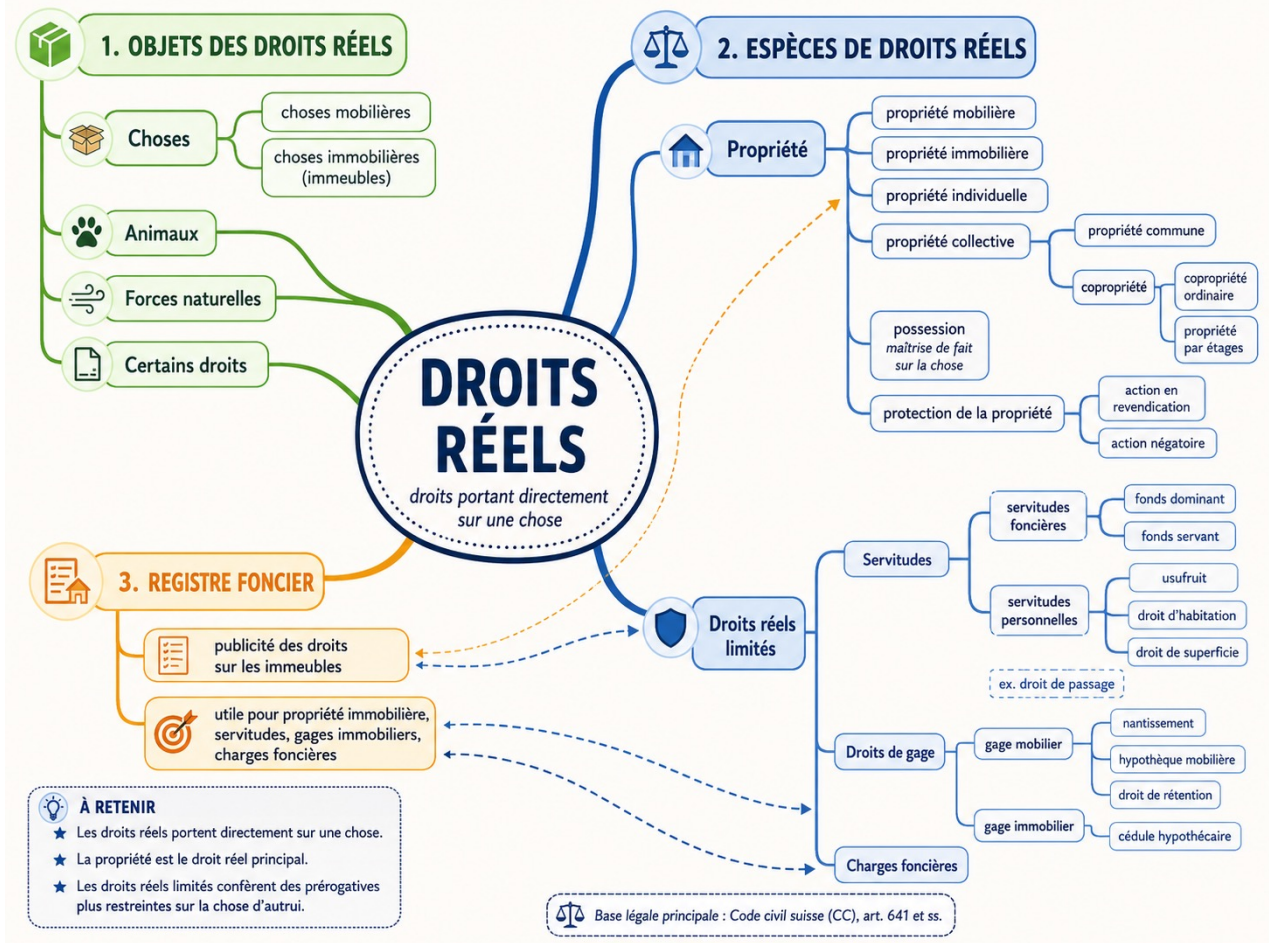 1. OBJETS DES DROITS RÉELS
Choses
choses mobilières
choses immobilières
(immeubles)
Animaux
Forces naturelles
Certains droits
DROITS
RÉELS
droits portant directement
sur une chose
2. ESPÈCES DE DROITS RÉELS
Propriété
propriété mobilière
propriété immobilière
propriété individuelle
propriété collective
propriété commune
copropriété
copropriété
ordinaire
propriété
par étages
possession
maîtrise de fait
sur la chose
protection de la propriété
action en
revendication
action négatoire
Droits réels
limités
Servitudes
servitudes
foncières
fonds dominant
fonds servant
servitudes
personnelles
usufruit
droit d'habitation
droit de superficie
ex. droit de passage
Droits de gage
gage mobilier
nantissement
hypothèque mobilière
droit de rétention
gage immobilier
cédule hypothécaire
Charges foncières
3. REGISTRE FONCIER
publicité des droits
sur les immeubles
utile pour propriété immobilière,
servitudes, gages immobiliers,
charges foncières
À RETENIR
Les droits réels portent directement sur une chose.
La propriété est le droit réel principal.
Les droits réels limités confèrent des prérogatives
plus restreintes sur la chose d'autrui.
Base légale principale : Code civil suisse (CC), art. 641 et ss.